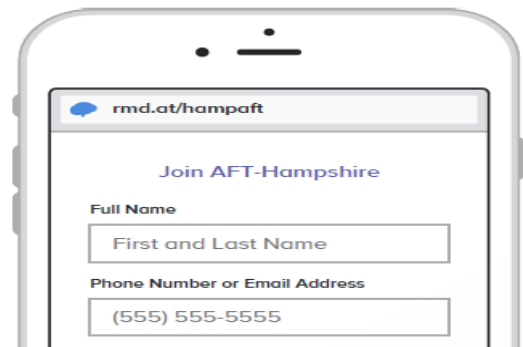 rmd.at/hampaft
Join AFT-Hampshire
Full Name
First and Last Name
Phone Number or Email Address
(555) 555-5555